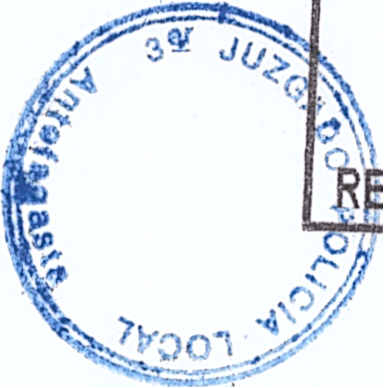 3er JUZGADO POLICIA LOCAL
Antofagasta
RE